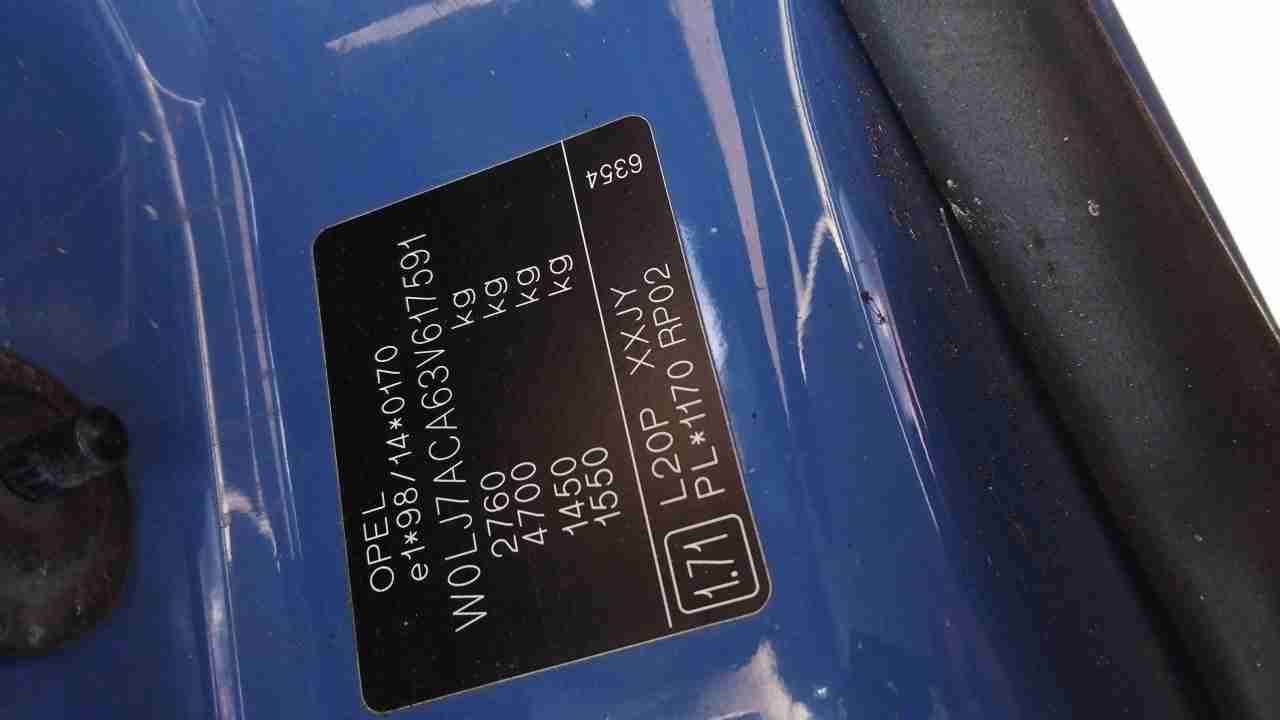 OPEL
e1*98/14*0170
W0LJ7ACA63V617591
2760 kg
4700 kg
1450 kg
1550 kg
1.71 L20P XXJY 6354
PL*1170 RP02